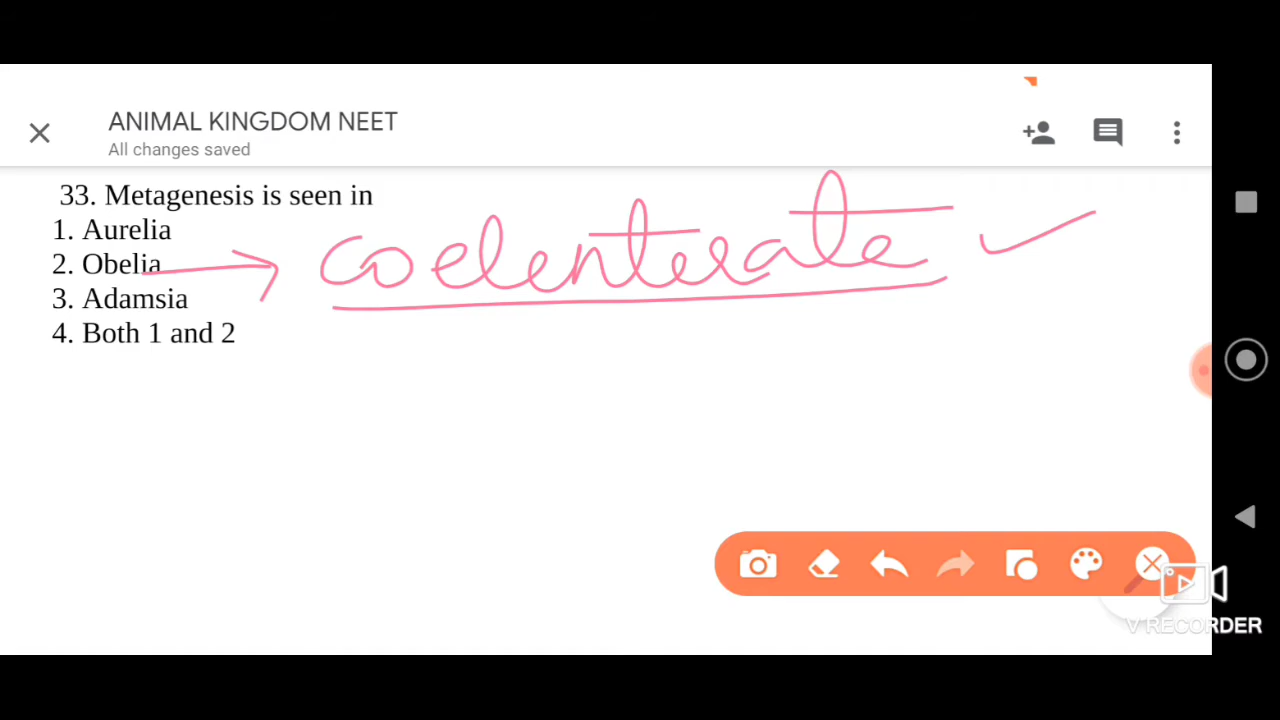 ANIMAL KINGDOM NEET
All changes saved
33. Metagenesis is seen in
1. Aurelia
2. Obelia
coelenterate
3. Adamsia
4. Both 1 and 2
V RECORDER